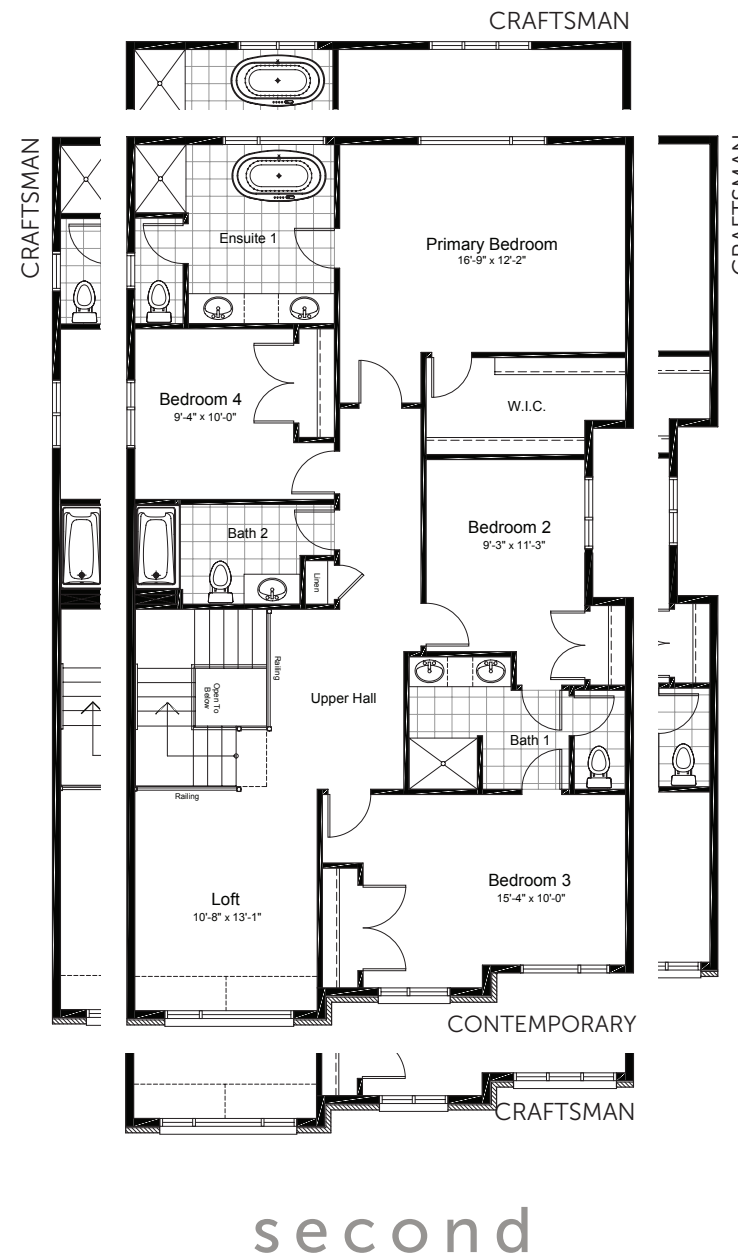 CRAFTSMAN
CRAFTSMAN
CRAFTSMAN
Ensuite 1
Primary Bedroom
16'-9" x 12'-2"
Bedroom 4
9'-4" x 10'-0"
W.I.C.
Bath 2
Bedroom 2
9'-3" x 11'-3"
Linen
Railing
Open To
Below
Upper Hall
Bath 1
Railing
Loft
10'-8" x 13'-1"
Bedroom 3
15'-4" x 10'-0"
CONTEMPORARY
CRAFTSMAN
second